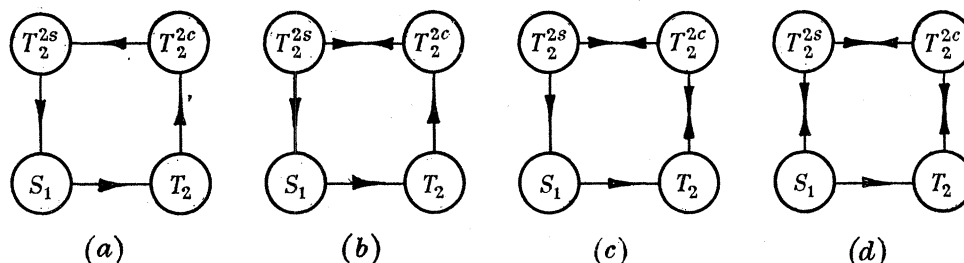 T_2^{2s} T_2^{2c} T_2^{2s} T_2^{2c} T_2^{2s} T_2^{2c} T_2^{2s} T_2^{2c}
S_1 T_2 S_1 T_2 S_1 T_2 S_1 T_2
(a) (b) (c) (d)